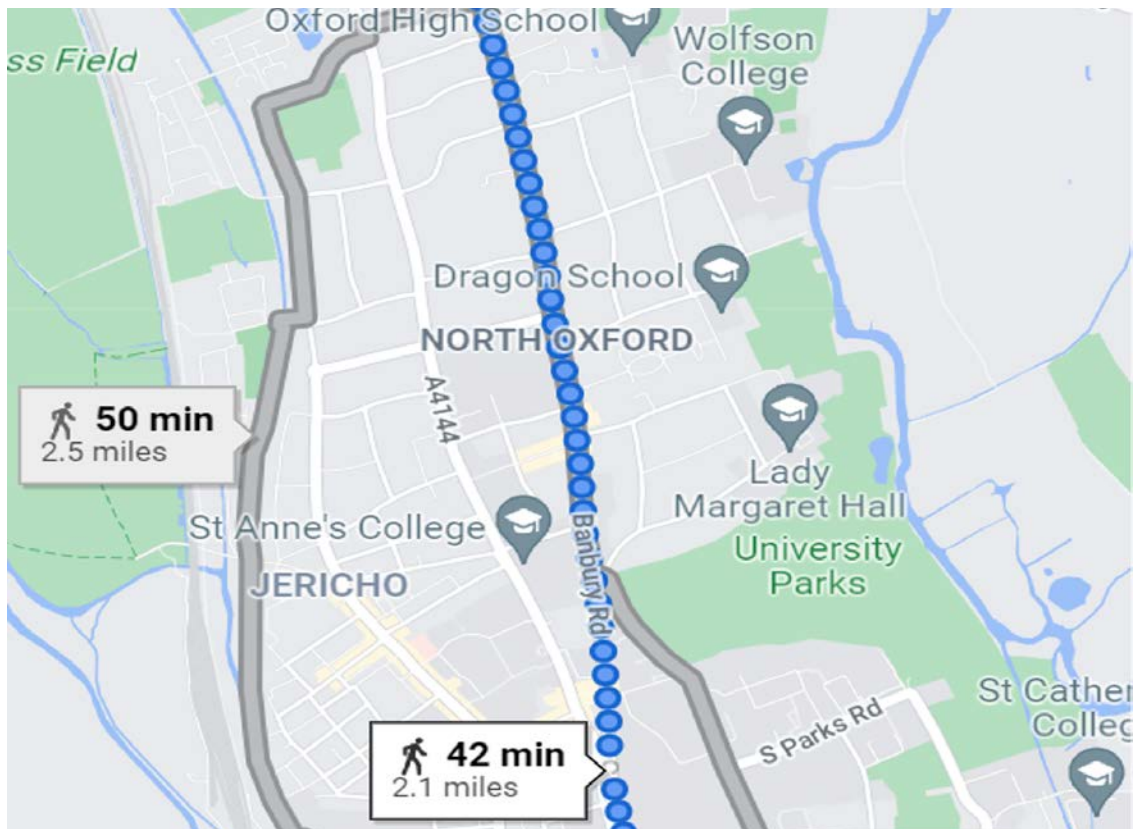 Oxford High School
Wolfson
College
ss Field
Dragon School
NORTH OXFORD
A4144
50 min
2.5 miles
Lady
Margaret Hall
St Anne's College
Banbury Rd
University
Parks
JERICHO
St Cather
Colleg
S Parks Rd
42 min
2.1 miles